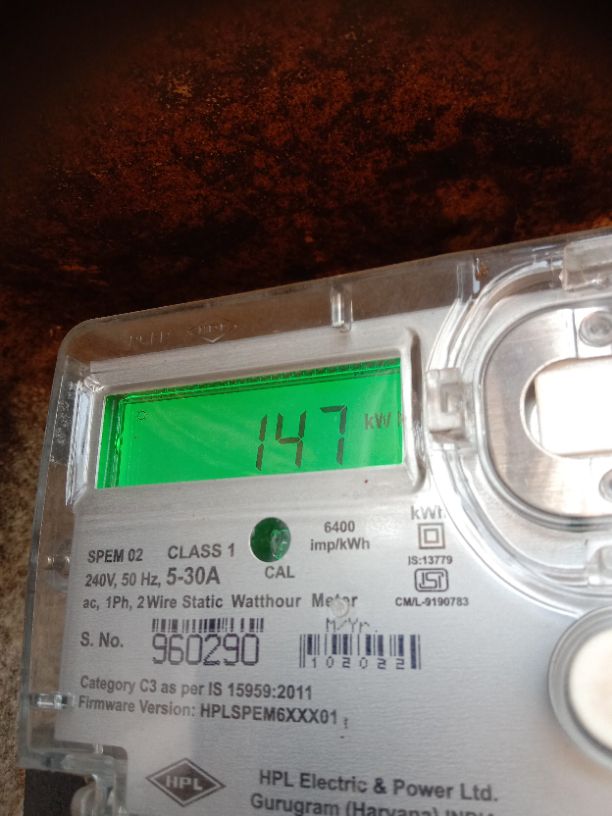 147 kWh
SPEM 02 CLASS 1 6400 imp/kWh kWh
240V, 50 Hz, 5-30A CAL IS:13779
ac, 1Ph, 2 Wire Static Watthour Meter CM/L-9190783
M/Yr.
S. No. 960290 102022
Category C3 as per IS 15959:2011
Firmware Version: HPLSPEM6XXX01
HPL HPL Electric & Power Ltd.
Gurugram (Haryana) INDIA